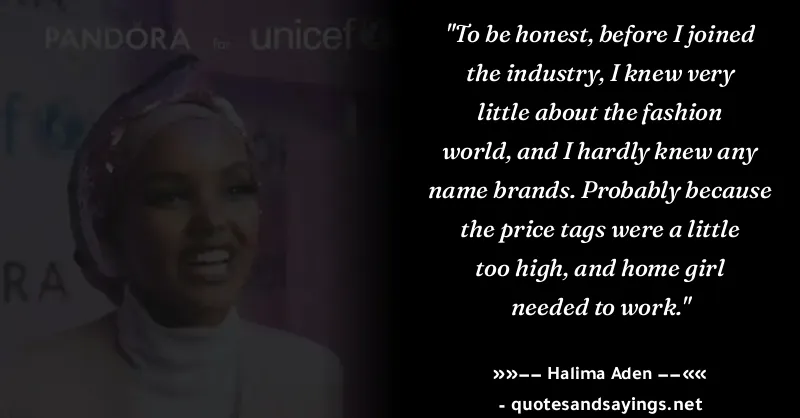 PANDÓRA for unicef
RA
"To be honest, before I joined
the industry, I knew very
little about the fashion
world, and I hardly knew any
name brands. Probably because
the price tags were a little
too high, and home girl
needed to work."
»»−− Halima Aden −−««
- quotesandsayings.net